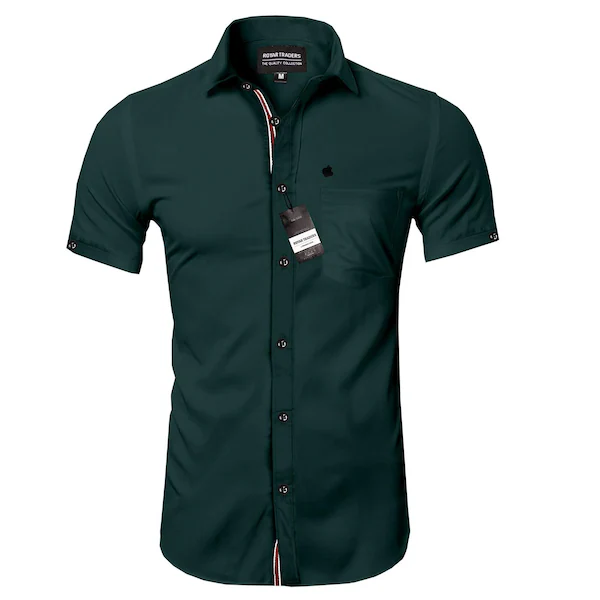 ROYAR TRADERS
THE QUALITY COLLECTION
M
ROYAR TRADERS